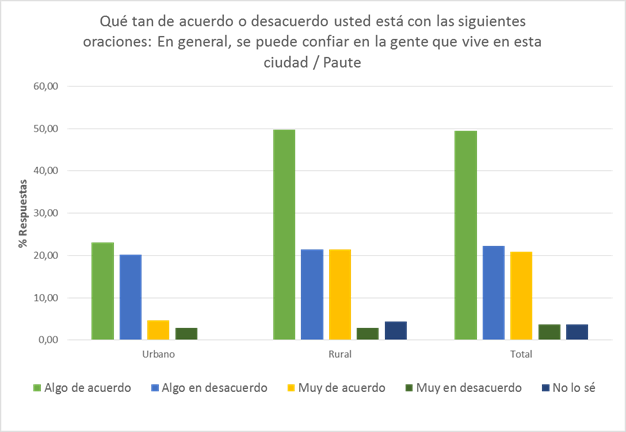 Qué tan de acuerdo o desacuerdo usted está con las siguientes
oraciones: En general, se puede confiar en la gente que vive en esta
ciudad / Paute
60,00
50,00
40,00
30,00
20,00
10,00
0,00
% Respuestas
Urbano Rural Total
Algo de acuerdo Algo en desacuerdo Muy de acuerdo Muy en desacuerdo No lo sé